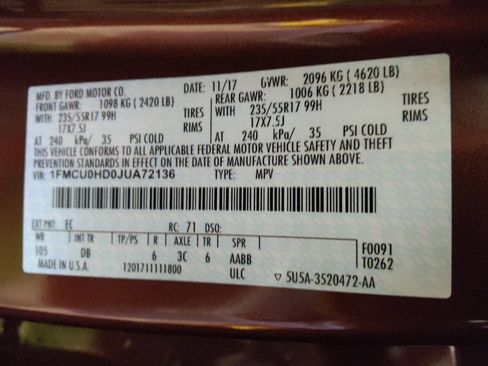 MFD. BY FORD MOTOR CO. DATE: 11/17 GVWR: 2096 KG ( 4620 LB)
FRONT GAWR: 1098 KG ( 2420 LB) REAR GAWR: 1006 KG ( 2218 LB)
WITH 235/55R17 99H TIRES WITH 235/55R17 99H TIRES
17X7.5J RIMS 17X7.5J RIMS
AT 240 kPa/ 35 PSI COLD AT 240 kPa/ 35 PSI COLD
THIS VEHICLE CONFORMS TO ALL APPLICABLE FEDERAL MOTOR VEHICLE SAFETY AND THEFT
PREVENTION STANDARDS IN EFFECT ON THE DATE OF MANUFACTURE SHOWN ABOVE.
VIN: 1FMCU0HD0JUA72136 TYPE: MPV
EXT PNT: EC RC: 71 DSO:
WB INT TR TP/PS R AXLE TR SPR F0091
105 DB 6 3C 6 AABB T0262
MADE IN U.S.A. 1201711111800 ULC ▽ 5U5A-3520472-AA